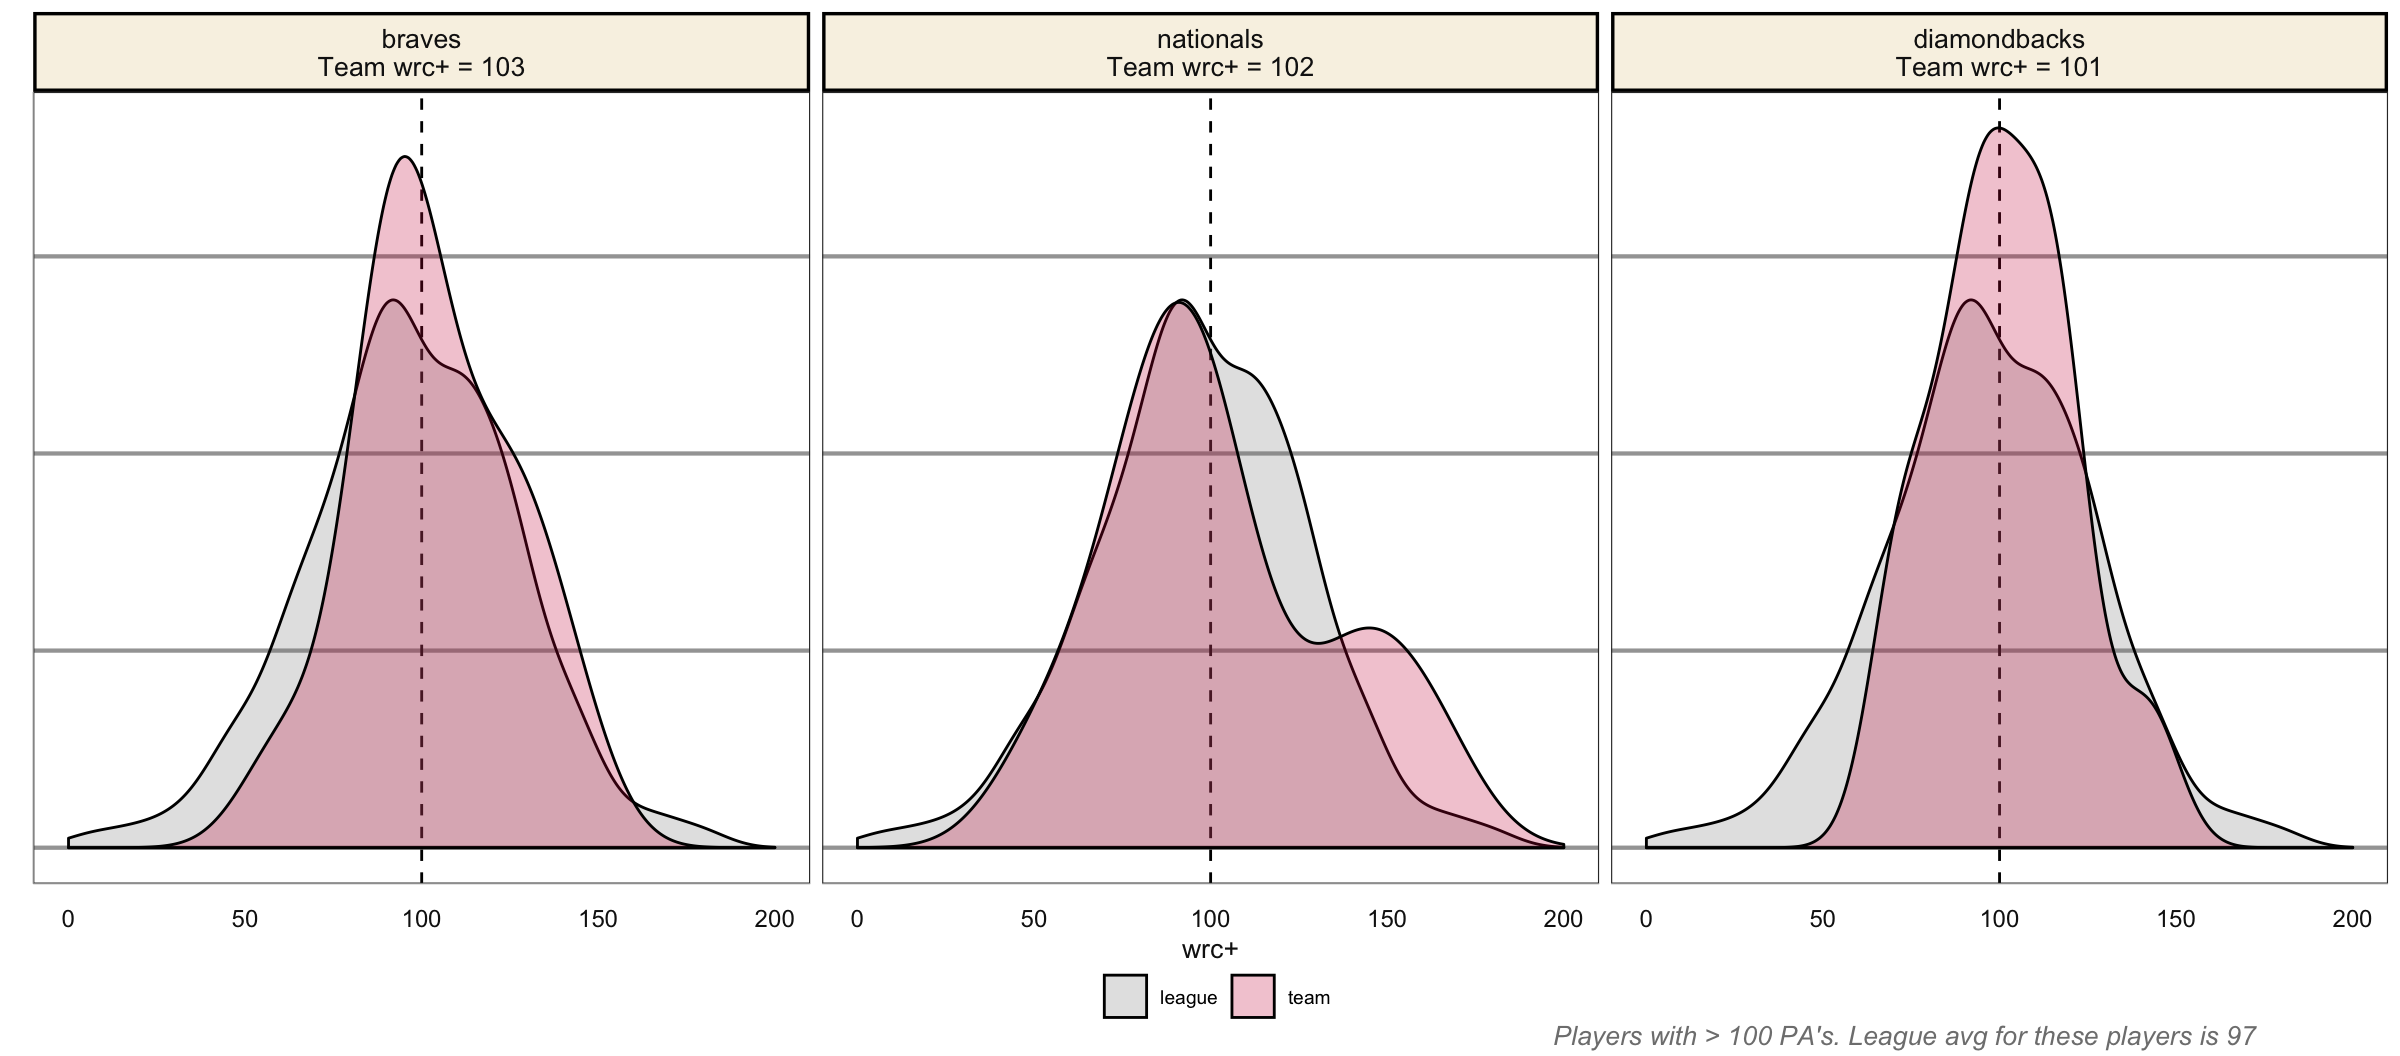 braves
Team wrc+ = 103
nationals
Team wrc+ = 102
diamondbacks
Team wrc+ = 101
0 50 100 150 200
0 50 100 150 200
0 50 100 150 200
wrc+
league team
Players with > 100 PA's. League avg for these players is 97